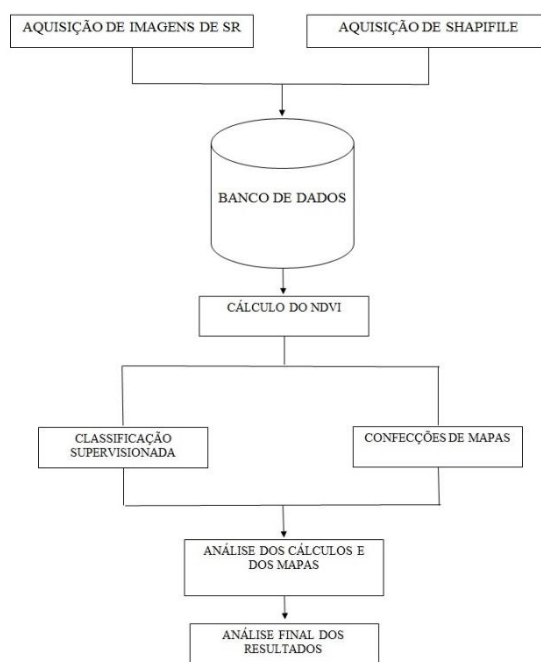 AQUISIÇÃO DE IMAGENS DE SR
AQUISIÇÃO DE SHAPIFILE
BANCO DE DADOS
CÁLCULO DO NDVI
CLASSIFICAÇÃO
SUPERVISIONADA
CONFECÇÕES DE MAPAS
ANÁLISE DOS CÁLCULOS E
DOS MAPAS
ANÁLISE FINAL DOS
RESULTADOS